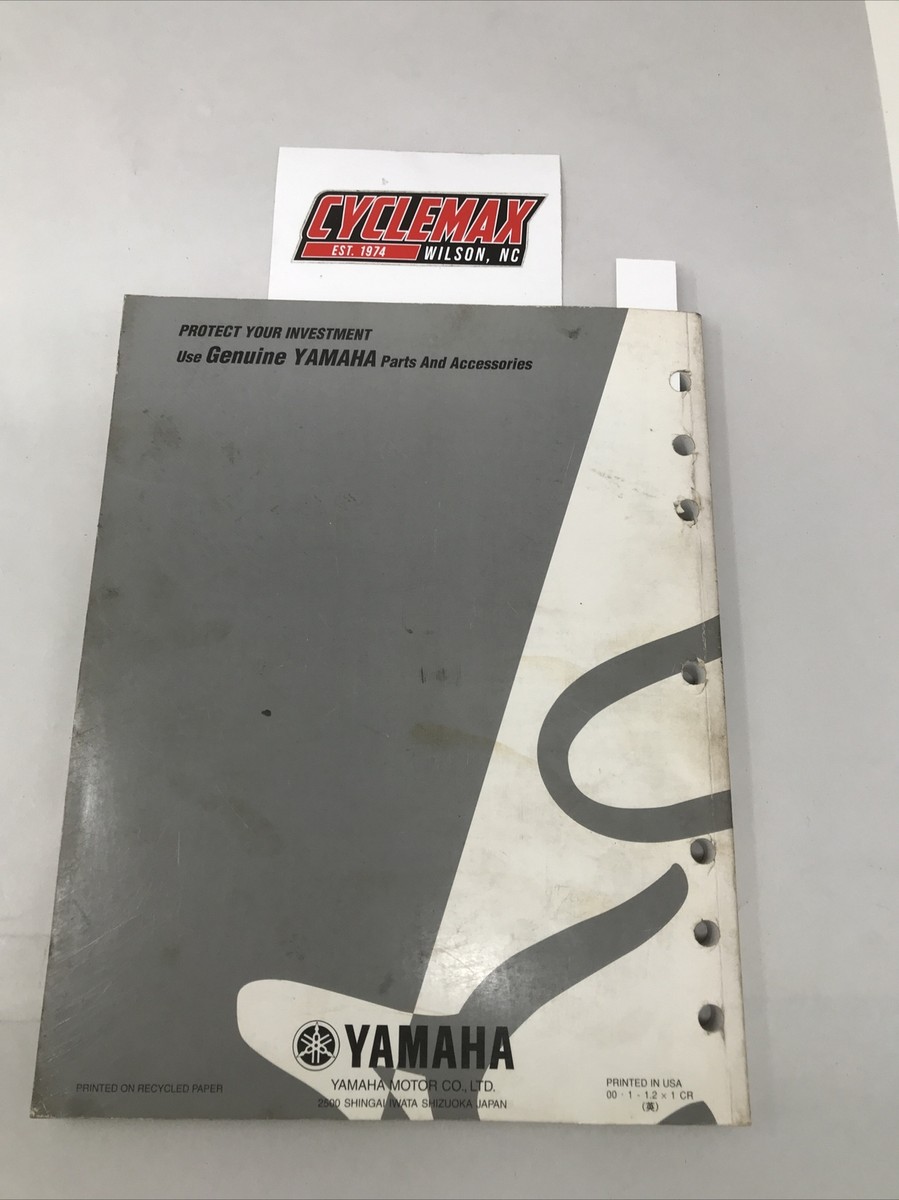 CYCLEMAX
EST. 1974 WILSON, NC
PROTECT YOUR INVESTMENT
Use Genuine YAMAHA Parts And Accessories
YAMAHA
YAMAHA MOTOR CO., LTD.
2500 SHINGAI IWATA SHIZUOKA JAPAN
PRINTED ON RECYCLED PAPER
PRINTED IN USA
00 · 1 - 1.2 × 1 CR
(英)